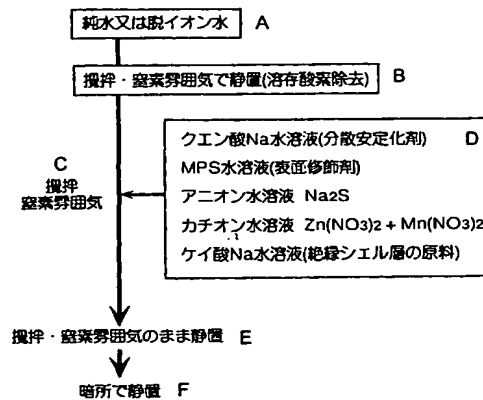 純水又は脱イオン水 A
攪拌・窒素雰囲気で静置(溶存酸素除去) B
クエン酸Na水溶液(分散安定化剤) D
MPS水溶液(表面修飾剤)
アニオン水溶液 Na2S
カチオン水溶液 Zn(NO3)2 + Mn(NO3)2
ケイ酸Na水溶液(絶縁シェル層の原料)
C
攪拌
窒素雰囲気
攪拌・窒素雰囲気のまま静置 E
暗所で静置 F